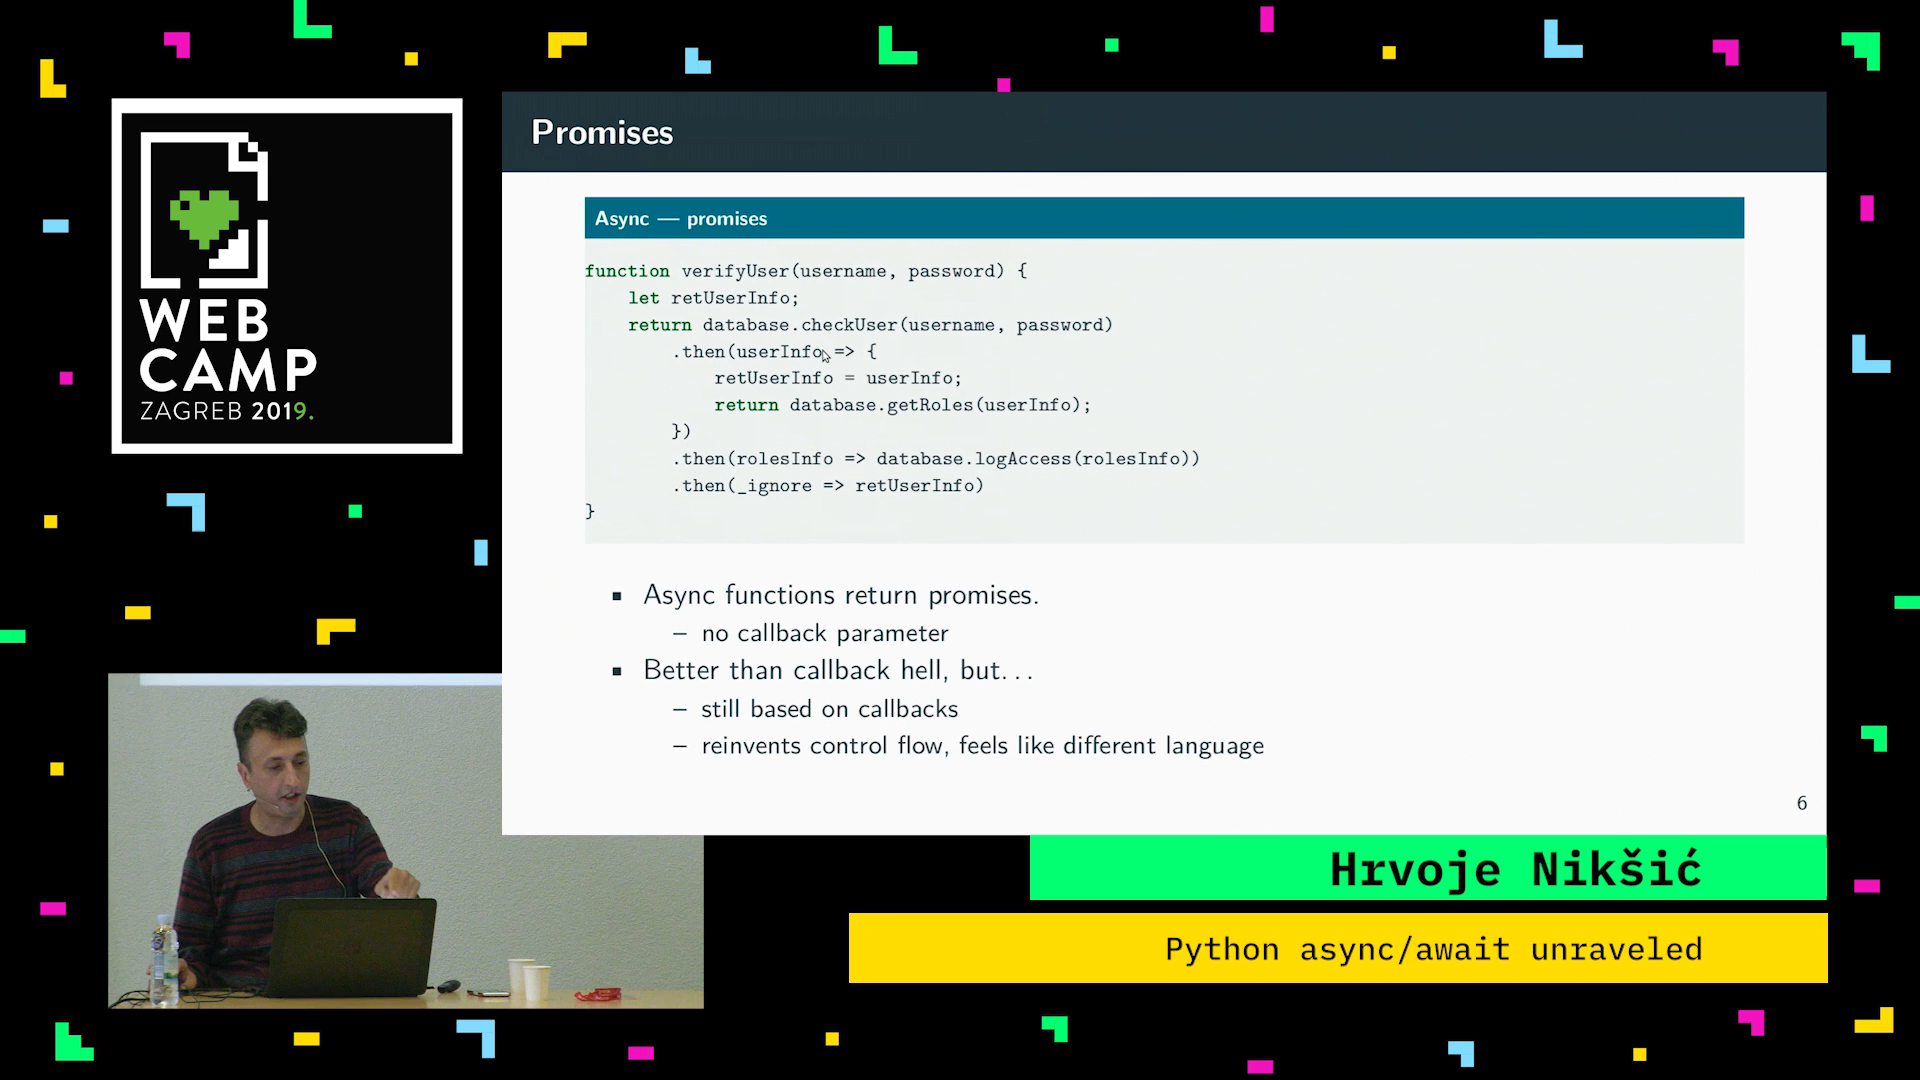 WEB
CAMP
ZAGREB 2019.
Promises
Async — promises
function verifyUser(username, password) {
    let retUserInfo;
    return database.checkUser(username, password)
        .then(userInfo => {
            retUserInfo = userInfo;
            return database.getRoles(userInfo);
        })
        .then(rolesInfo => database.logAccess(rolesInfo))
        .then(_ignore => retUserInfo)
}
▪ Async functions return promises.
– no callback parameter
▪ Better than callback hell, but...
– still based on callbacks
– reinvents control flow, feels like different language
6
Hrvoje Nikšić
Python async/await unraveled